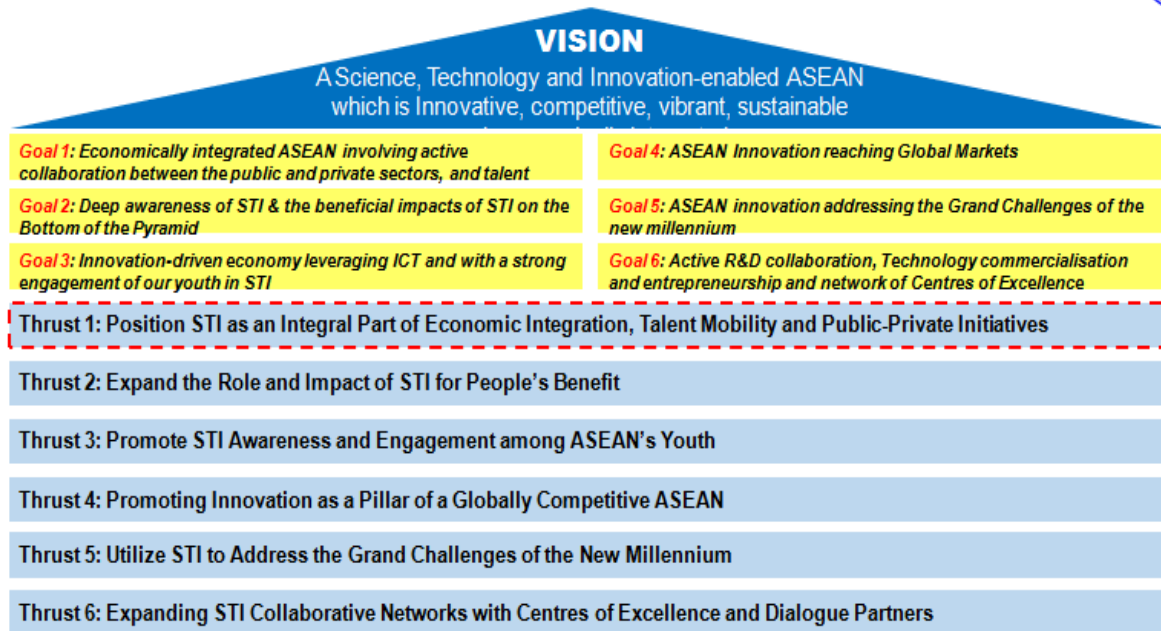 VISION
A Science, Technology and Innovation-enabled ASEAN
which is Innovative, competitive, vibrant, sustainable
Goal 1: Economically integrated ASEAN involving active
collaboration between the public and private sectors, and talent
Goal 2: Deep awareness of STI & the beneficial impacts of STI on the
Bottom of the Pyramid
Goal 3: Innovation-driven economy leveraging ICT and with a strong
engagement of our youth in STI
Goal 4: ASEAN Innovation reaching Global Markets
Goal 5: ASEAN innovation addressing the Grand Challenges of the
new millennium
Goal 6: Active R&D collaboration, Technology commercialisation
and entrepreneurship and network of Centres of Excellence
Thrust 1: Position STI as an Integral Part of Economic Integration, Talent Mobility and Public-Private Initiatives
Thrust 2: Expand the Role and Impact of STI for People's Benefit
Thrust 3: Promote STI Awareness and Engagement among ASEAN's Youth
Thrust 4: Promoting Innovation as a Pillar of a Globally Competitive ASEAN
Thrust 5: Utilize STI to Address the Grand Challenges of the New Millennium
Thrust 6: Expanding STI Collaborative Networks with Centres of Excellence and Dialogue Partners